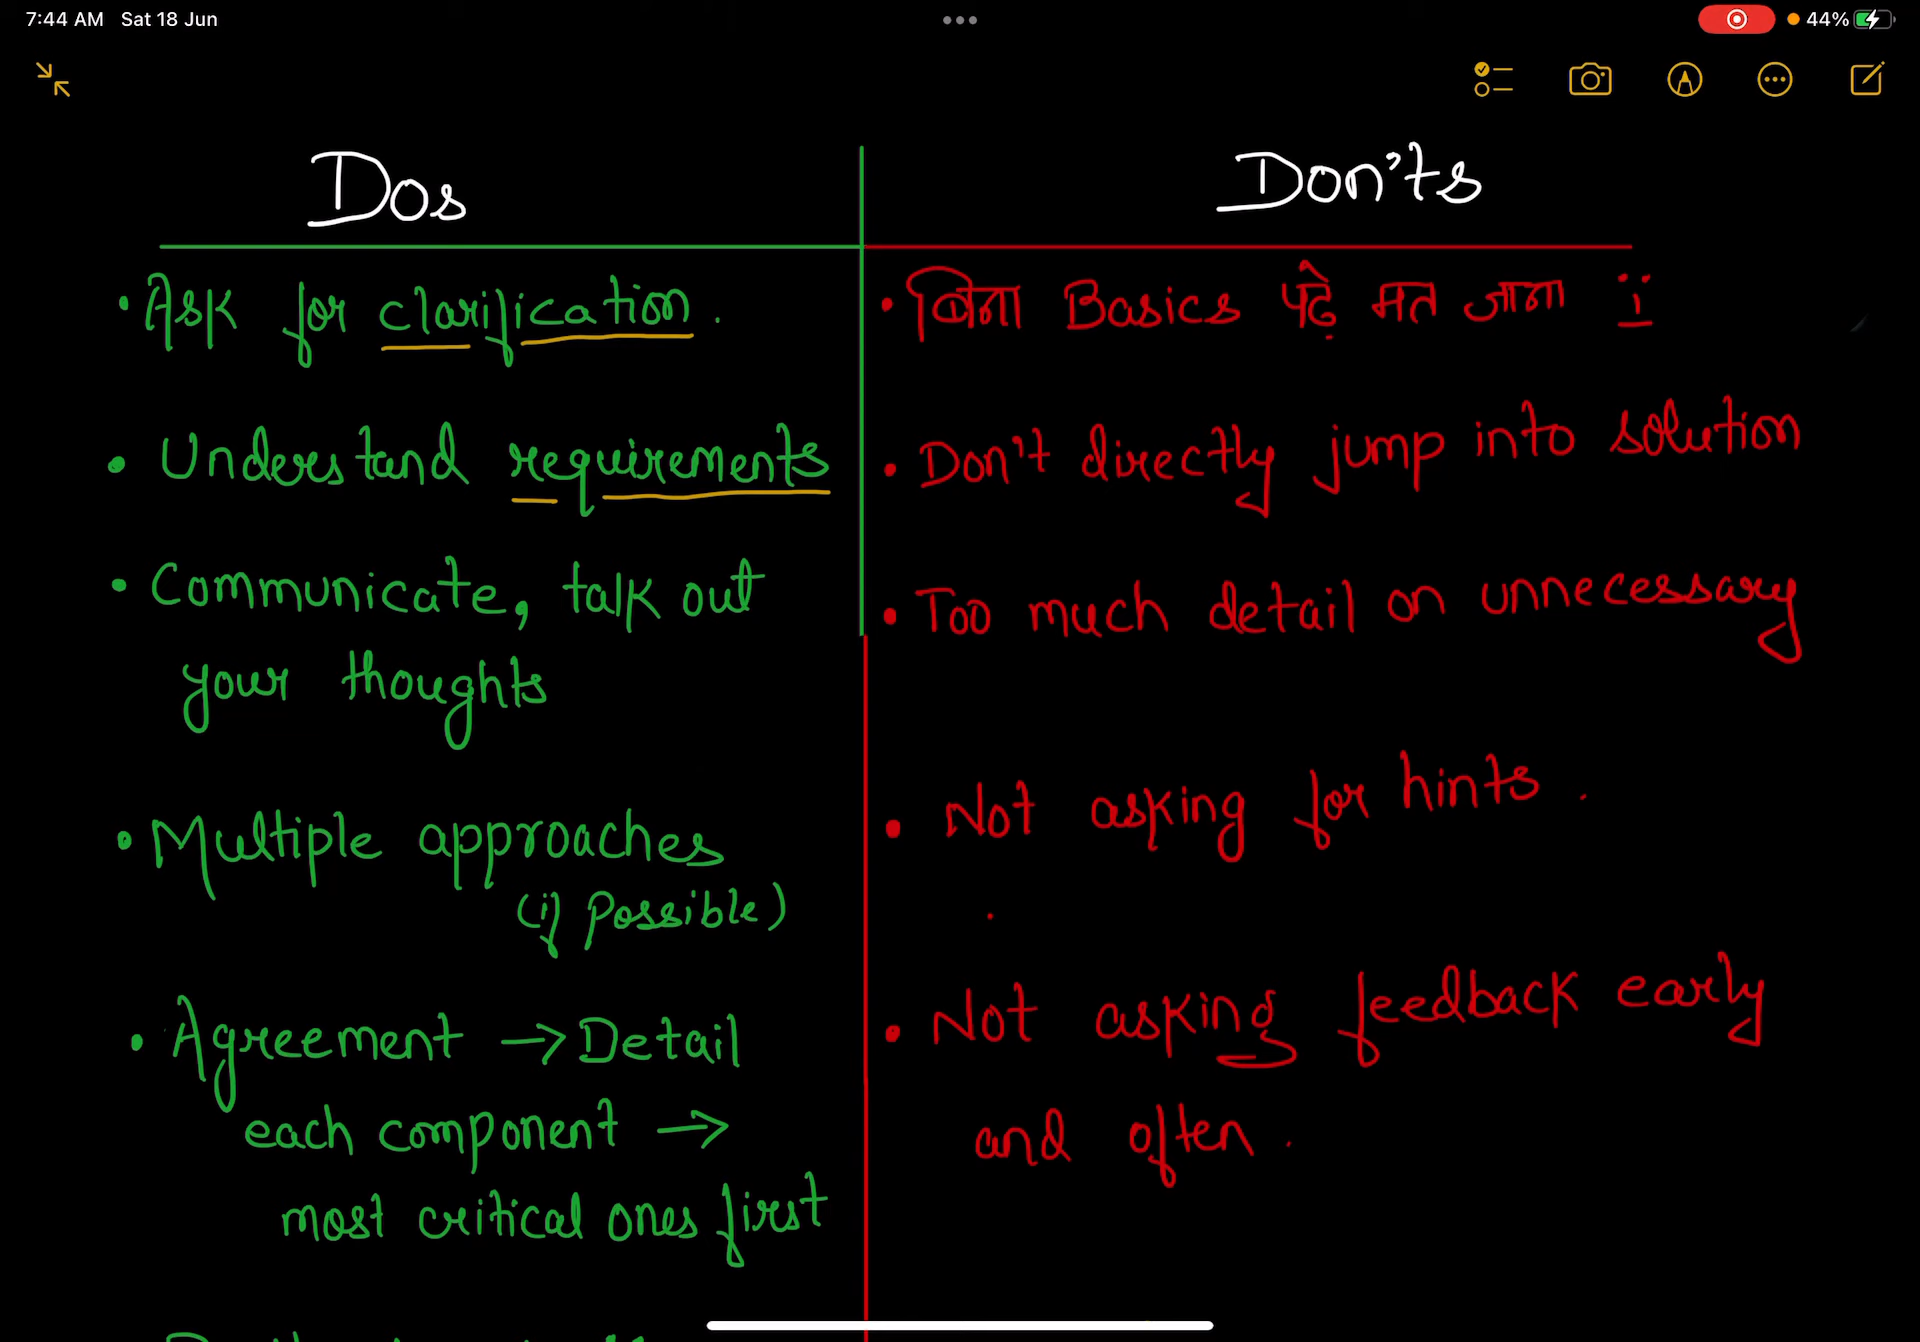 7:44 AM Sat 18 Jun
44%
Dos
Don'ts
• Ask for clarification.
• Understand requirements
• Communicate, talk out
your thoughts
• Multiple approaches
(if possible)
• Agreement → Detail
each component →
most critical ones first
• बिना Basics पढ़े मत जाना
• Don't directly jump into solution
• Too much detail on unnecessary
• Not asking for hints.
• Not asking feedback early
and often.